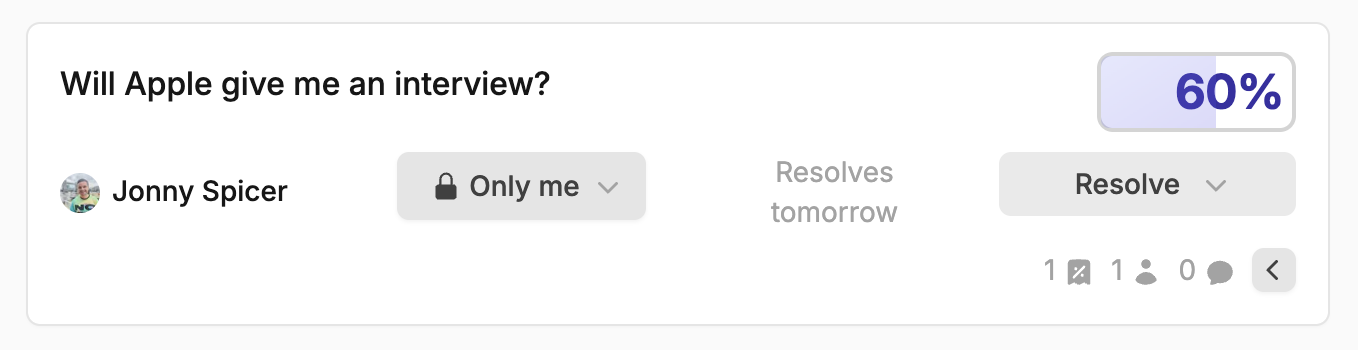 Will Apple give me an interview?
60%
Jonny Spicer
Only me
Resolves
tomorrow
Resolve
1 1 0